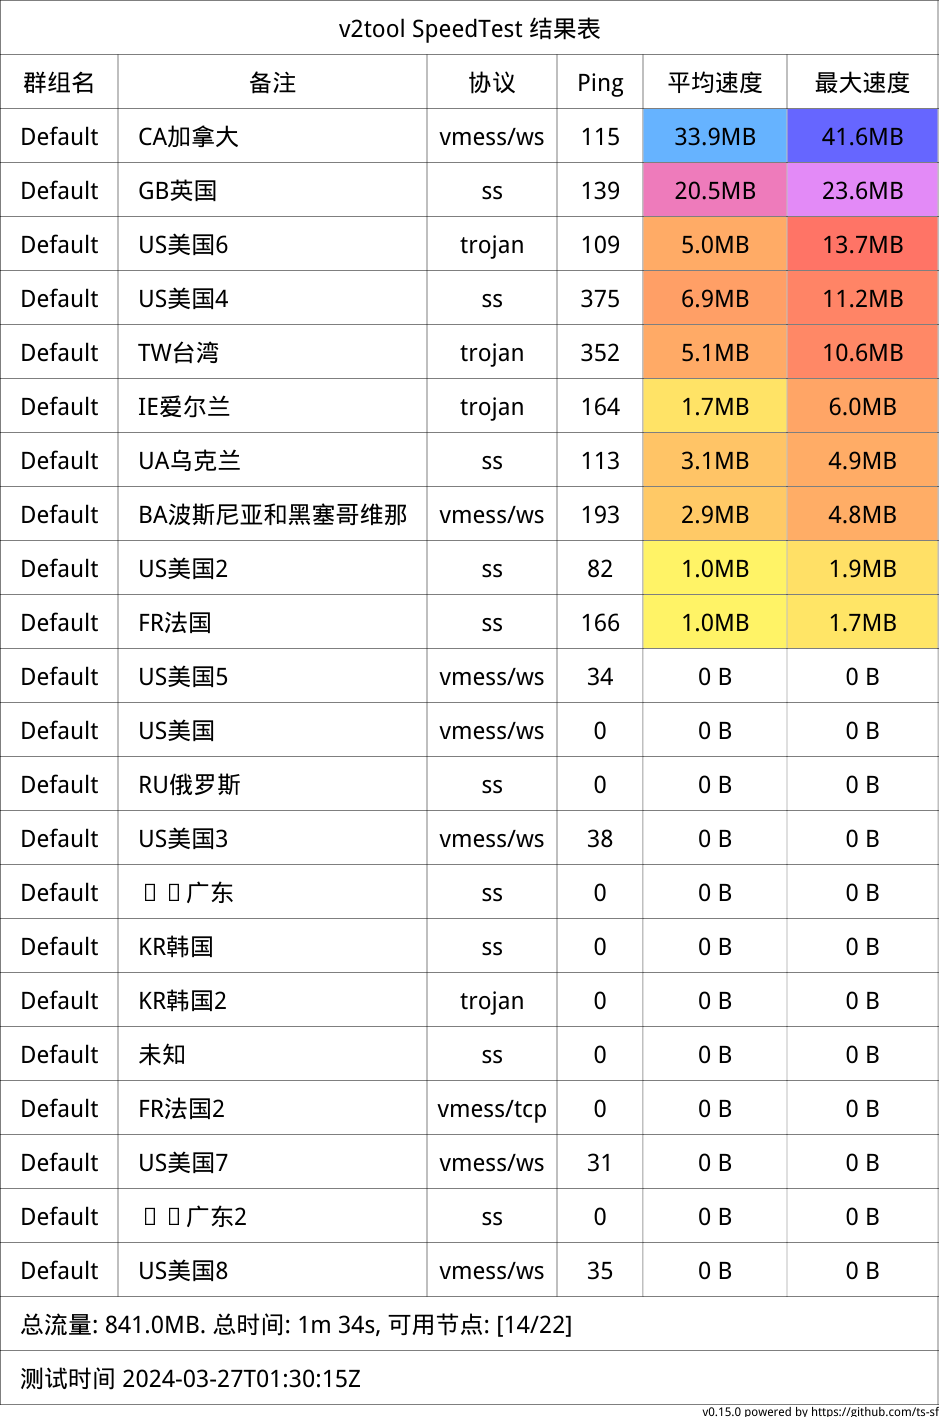 v2tool SpeedTest 结果表
群组名 备注 协议 Ping 平均速度 最大速度
Default CA加拿大 vmess/ws 115 33.9MB 41.6MB
Default GB英国 ss 139 20.5MB 23.6MB
Default US美国6 trojan 109 5.0MB 13.7MB
Default US美国4 ss 375 6.9MB 11.2MB
Default TW台湾 trojan 352 5.1MB 10.6MB
Default IE爱尔兰 trojan 164 1.7MB 6.0MB
Default UA乌克兰 ss 113 3.1MB 4.9MB
Default BA波斯尼亚和黑塞哥维那 vmess/ws 193 2.9MB 4.8MB
Default US美国2 ss 82 1.0MB 1.9MB
Default FR法国 ss 166 1.0MB 1.7MB
Default US美国5 vmess/ws 34 0 B 0 B
Default US美国 vmess/ws 0 0 B 0 B
Default RU俄罗斯 ss 0 0 B 0 B
Default US美国3 vmess/ws 38 0 B 0 B
Default 广东 ss 0 0 B 0 B
Default KR韩国 ss 0 0 B 0 B
Default KR韩国2 trojan 0 0 B 0 B
Default 未知 ss 0 0 B 0 B
Default FR法国2 vmess/tcp 0 0 B 0 B
Default US美国7 vmess/ws 31 0 B 0 B
Default 广东2 ss 0 0 B 0 B
Default US美国8 vmess/ws 35 0 B 0 B
总流量: 841.0MB. 总时间: 1m 34s, 可用节点: [14/22]
测试时间 2024-03-27T01:30:15Z
v0.15.0 powered by https://github.com/ts-sf